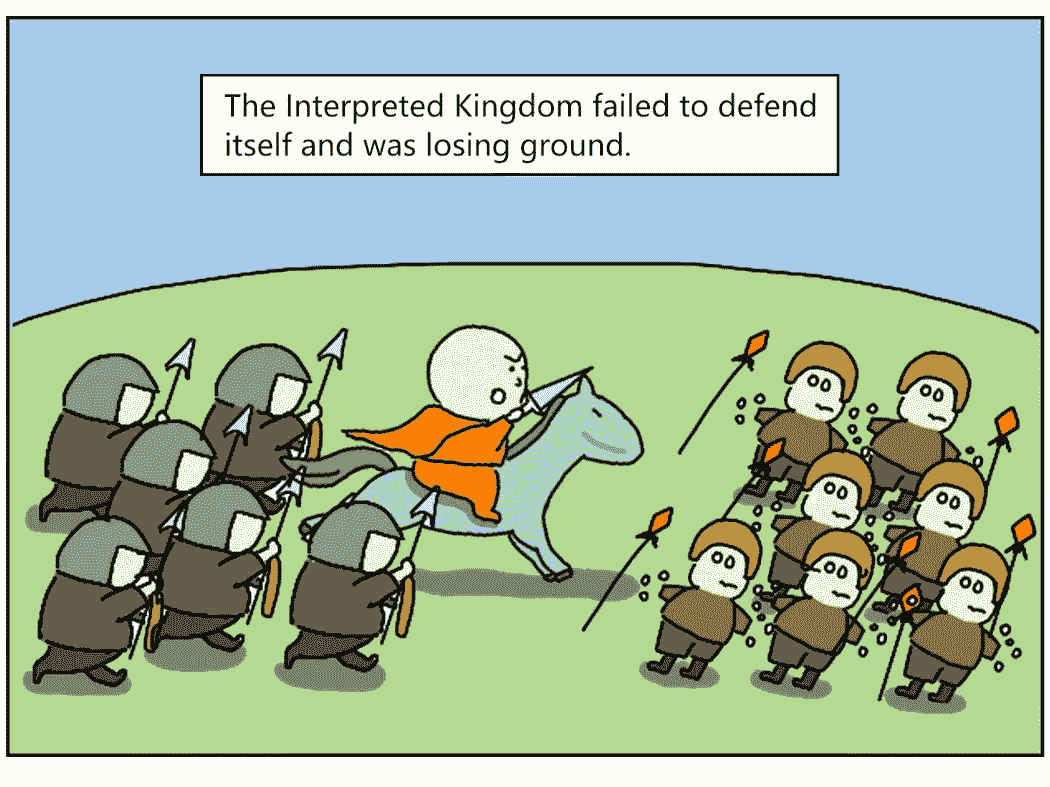 The Interpreted Kingdom failed to defend
itself and was losing ground.